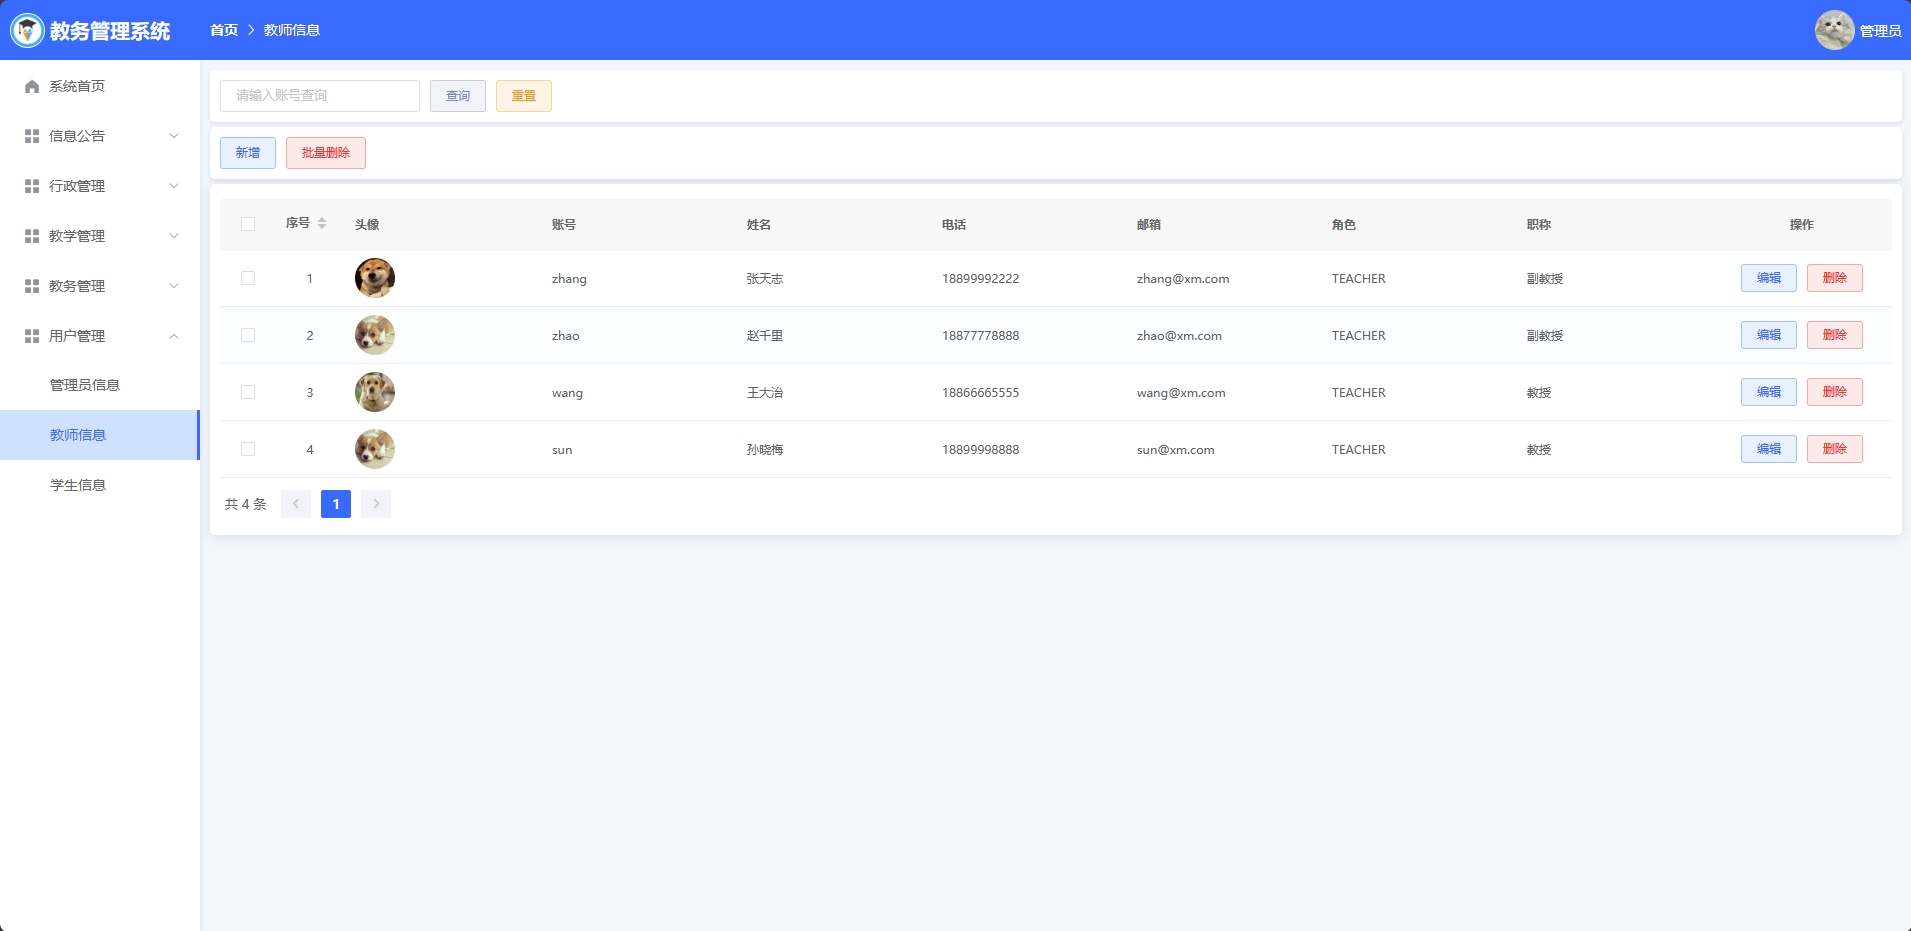 教务管理系统
首页 教师信息
管理员
系统首页
信息公告
行政管理
教学管理
教务管理
用户管理
管理员信息
教师信息
学生信息
请输入账号查询 查询 重置
新增 批量删除
序号 头像 账号 姓名 电话 邮箱 角色 职称 操作
1 zhang 张天志 18899992222 zhang@xm.com TEACHER 副教授 编辑 删除
2 zhao 赵千里 18877778888 zhao@xm.com TEACHER 副教授 编辑 删除
3 wang 王大治 18866665555 wang@xm.com TEACHER 教授 编辑 删除
4 sun 孙晓梅 18899998888 sun@xm.com TEACHER 教授 编辑 删除
共 4 条 1